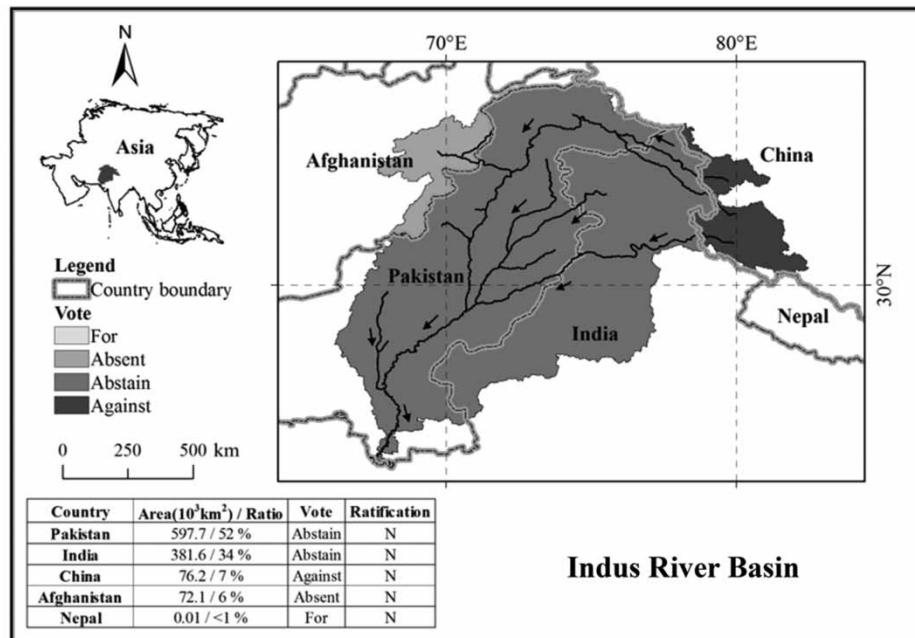 N
Asia
70°E
80°E
Afghanistan
China
Pakistan
India
Nepal
30°N
Legend
Country boundary
Vote
For
Absent
Abstain
Against
0 250 500 km
Country Area(10³km²) / Ratio Vote Ratification
Pakistan 597.7 / 52 % Abstain N
India 381.6 / 34 % Abstain N
China 76.2 / 7 % Against N
Afghanistan 72.1 / 6 % Absent N
Nepal 0.01 / <1 % For N
Indus River Basin